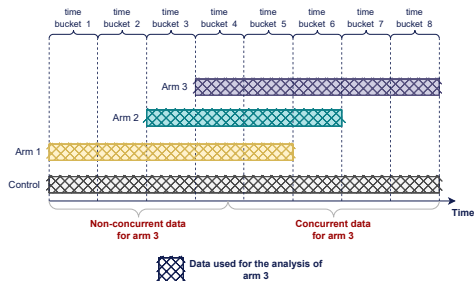 time bucket 1
time bucket 2
time bucket 3
time bucket 4
time bucket 5
time bucket 6
time bucket 7
time bucket 8
Arm 3
Arm 2
Arm 1
Control
Time
Non-concurrent data
for arm 3
Concurrent data
for arm 3
Data used for the analysis of
arm 3